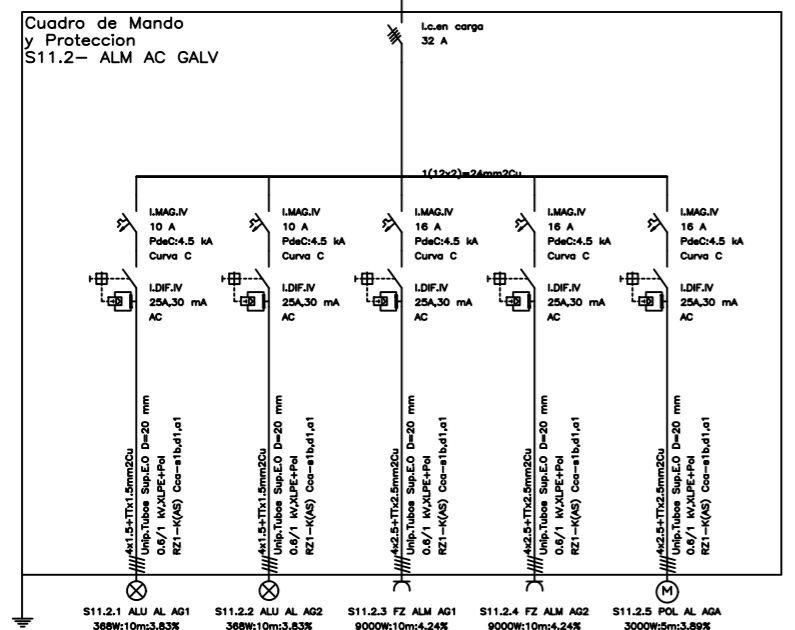 Cuadro de Mando
y Proteccion
S11.2- ALM AC GALV
I.c.en carga
32 A
1(12x2)=24mm2Cu
I.MAG.IV
10 A
PdeC:4.5 kA
Curva C
I.DIF.IV
25A,30 mA
AC
4x1.5+TTx1.5mm2Cu
Unip.Tubos Sup.E.O D=20 mm
0.6/1 kV,XLPE+Pol
RZ1-K(AS) Cca-s1b,d1,a1
S11.2.1 ALU AL AG1
368W:10m:3.83%
I.MAG.IV
10 A
PdeC:4.5 kA
Curva C
I.DIF.IV
25A,30 mA
AC
4x1.5+TTx1.5mm2Cu
Unip.Tubos Sup.E.O D=20 mm
0.6/1 kV,XLPE+Pol
RZ1-K(AS) Cca-s1b,d1,a1
S11.2.2 ALU AL AG2
368W:10m:3.83%
I.MAG.IV
16 A
PdeC:4.5 kA
Curva C
I.DIF.IV
25A,30 mA
AC
4x2.5+TTx2.5mm2Cu
Unip.Tubos Sup.E.O D=20 mm
0.6/1 kV,XLPE+Pol
RZ1-K(AS) Cca-s1b,d1,a1
S11.2.3 FZ ALM AG1
9000W:10m:4.24%
I.MAG.IV
16 A
PdeC:4.5 kA
Curva C
I.DIF.IV
25A,30 mA
AC
4x2.5+TTx2.5mm2Cu
Unip.Tubos Sup.E.O D=20 mm
0.6/1 kV,XLPE+Pol
RZ1-K(AS) Cca-s1b,d1,a1
S11.2.4 FZ ALM AG2
9000W:10m:4.24%
I.MAG.IV
16 A
PdeC:4.5 kA
Curva C
I.DIF.IV
25A,30 mA
AC
4x2.5+TTx2.5mm2Cu
Unip.Tubos Sup.E.O D=20 mm
0.6/1 kV,XLPE+Pol
RZ1-K(AS) Cca-s1b,d1,a1
M
S11.2.5 POL AL AGA
3000W:5m:3.89%